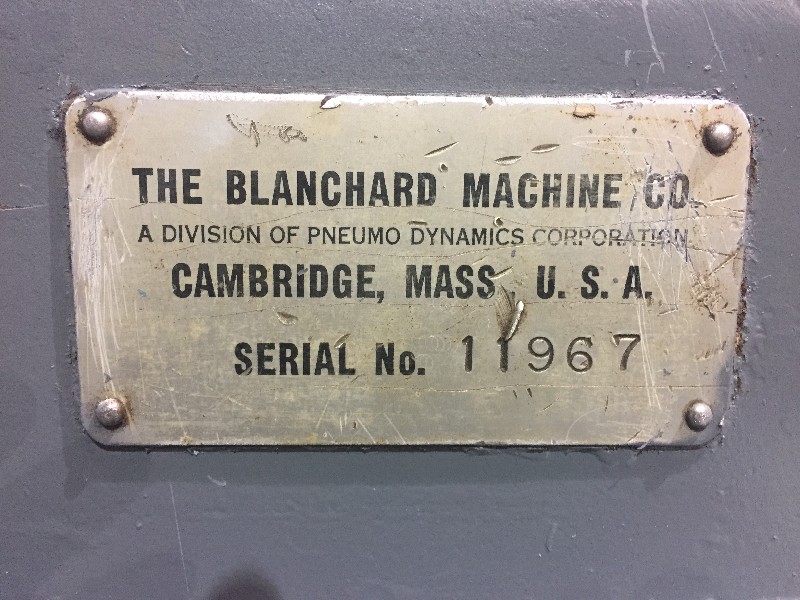 THE BLANCHARD MACHINE CO.
A DIVISION OF PNEUMO DYNAMICS CORPORATION
CAMBRIDGE, MASS. U. S. A.
SERIAL No. 11967